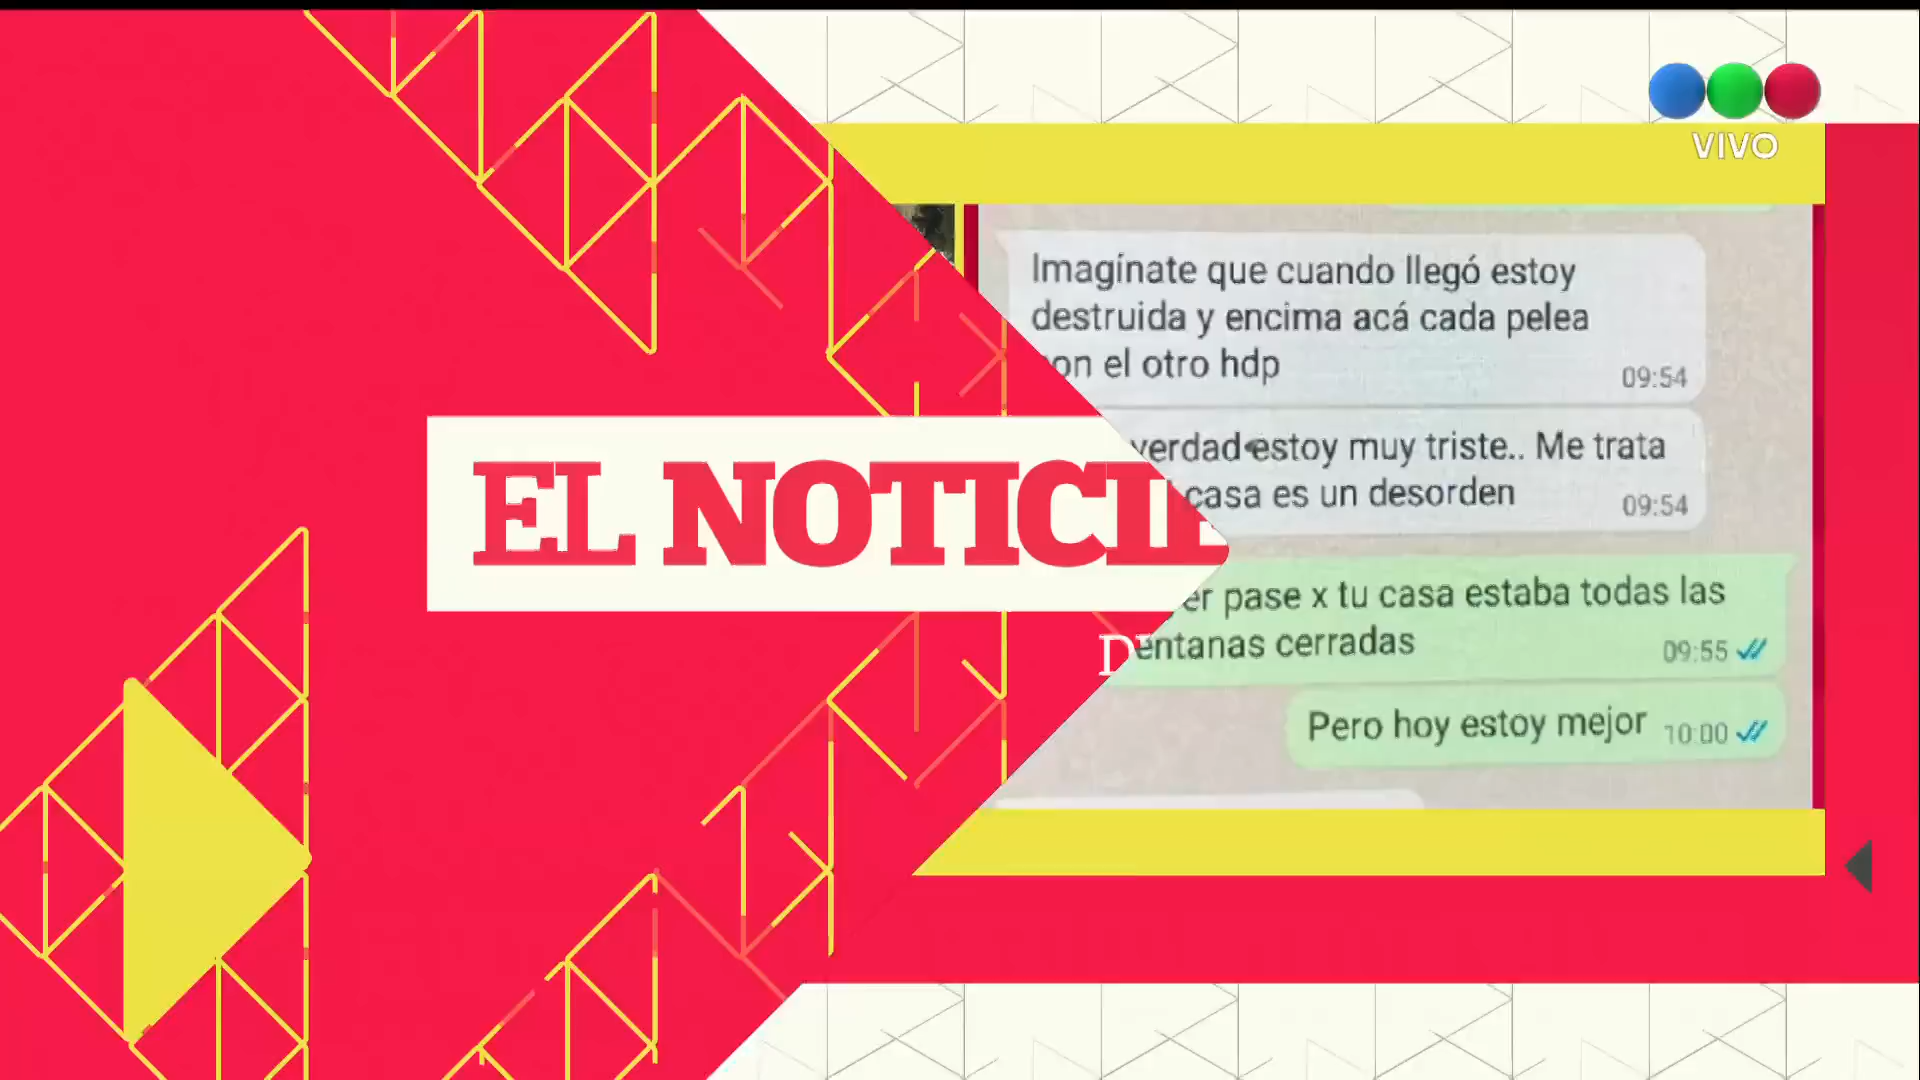 VIVO
Imagínate que cuando llegó estoy
destruida y encima acá cada pelea
on el otro hdp
09:54
EL NOTICIE
verdad estoy muy triste.. Me trata
casa es un desorden
09:54
er pase x tu casa estaba todas las
entanas cerradas
09:55
Pero hoy estoy mejor
10:00